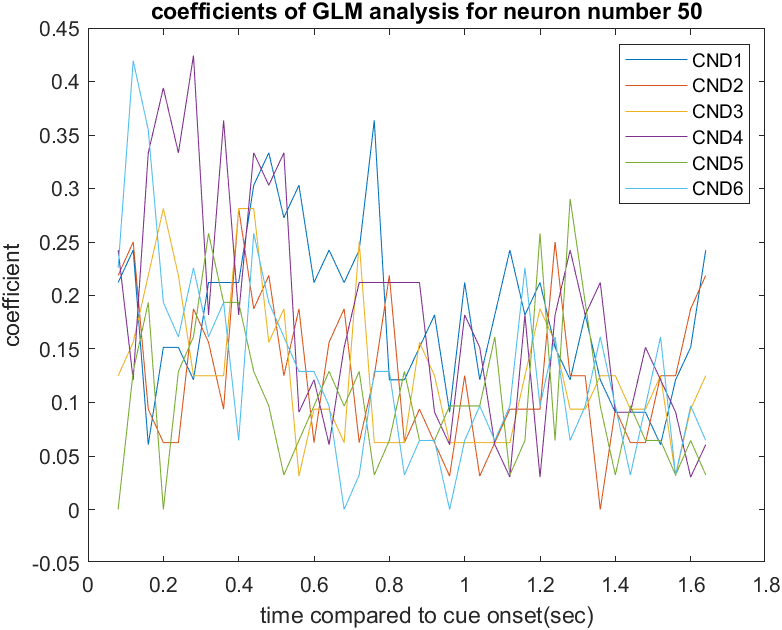 coefficients of GLM analysis for neuron number 50
0.45
0.4
0.35
0.3
0.25
0.2
0.15
0.1
0.05
0
-0.05
coefficient
CND1
CND2
CND3
CND4
CND5
CND6
0 0.2 0.4 0.6 0.8 1 1.2 1.4 1.6 1.8
time compared to cue onset(sec)